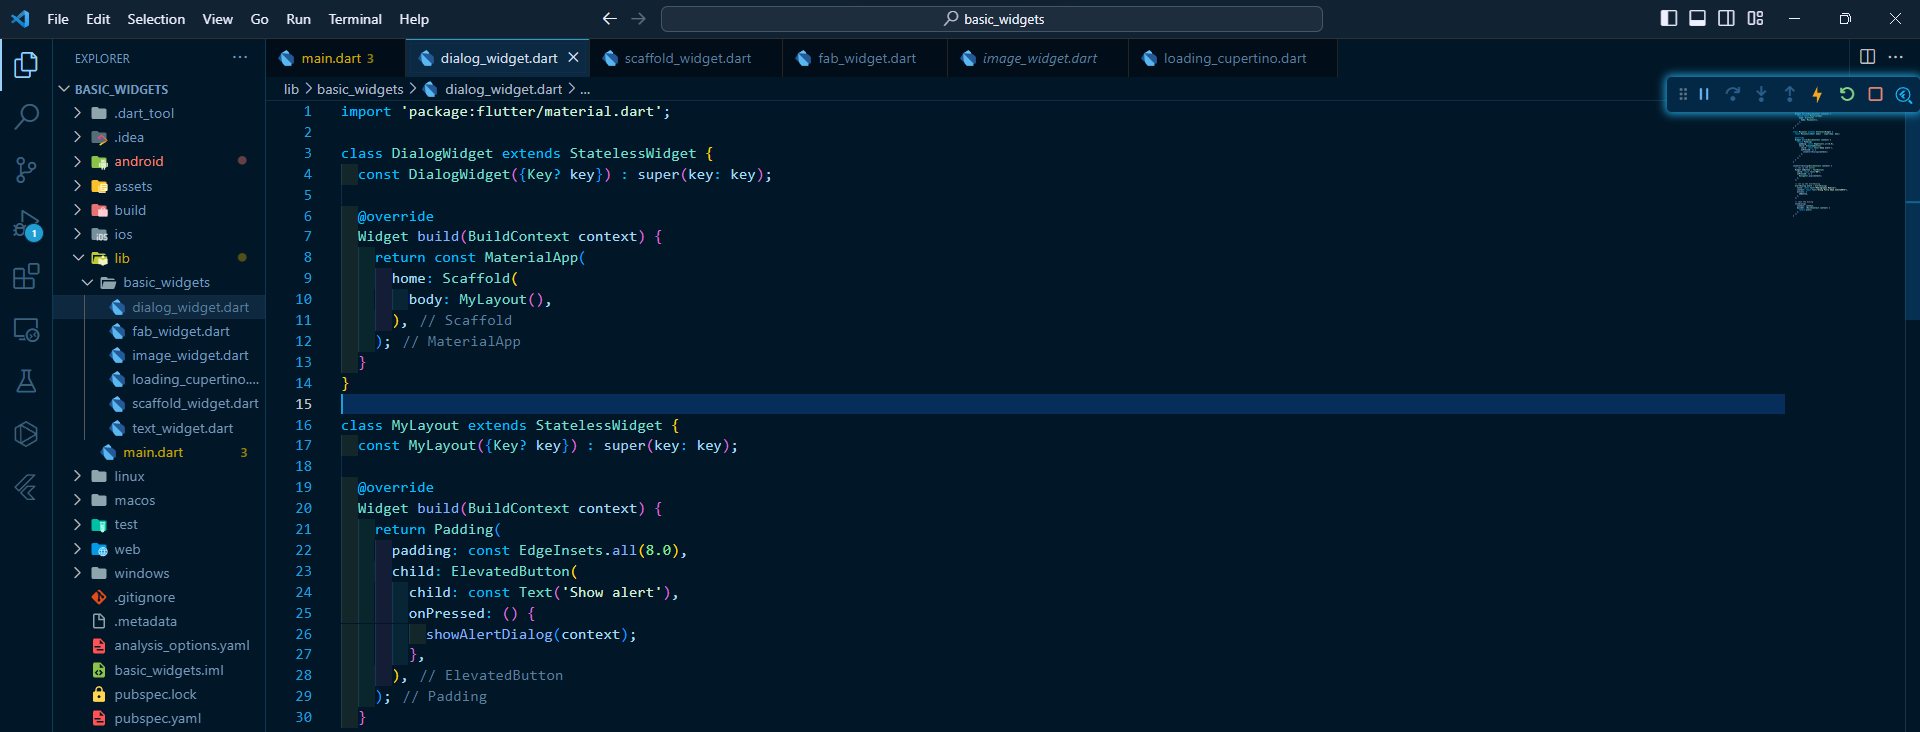 File Edit Selection View Go Run Terminal Help
basic_widgets
EXPLORER
BASIC_WIDGETS
.dart_tool
.idea
android
assets
build
ios
lib
basic_widgets
dialog_widget.dart
fab_widget.dart
image_widget.dart
loading_cupertino....
scaffold_widget.dart
text_widget.dart
main.dart 3
linux
macos
test
web
windows
.gitignore
.metadata
analysis_options.yaml
basic_widgets.iml
pubspec.lock
pubspec.yaml
1
main.dart 3 dialog_widget.dart scaffold_widget.dart fab_widget.dart image_widget.dart loading_cupertino.dart
lib > basic_widgets > dialog_widget.dart > ...
1 import 'package:flutter/material.dart';
2
3 class DialogWidget extends StatelessWidget {
4 const DialogWidget({Key? key}) : super(key: key);
5
6 @override
7 Widget build(BuildContext context) {
8 return const MaterialApp(
9 home: Scaffold(
10 body: MyLayout(),
11 ), // Scaffold
12 ); // MaterialApp
13 }
14 }
15
16 class MyLayout extends StatelessWidget {
17 const MyLayout({Key? key}) : super(key: key);
18
19 @override
20 Widget build(BuildContext context) {
21 return Padding(
22 padding: const EdgeInsets.all(8.0),
23 child: ElevatedButton(
24 child: const Text('Show alert'),
25 onPressed: () {
26 showAlertDialog(context);
27 },
28 ), // ElevatedButton
29 ); // Padding
30 }